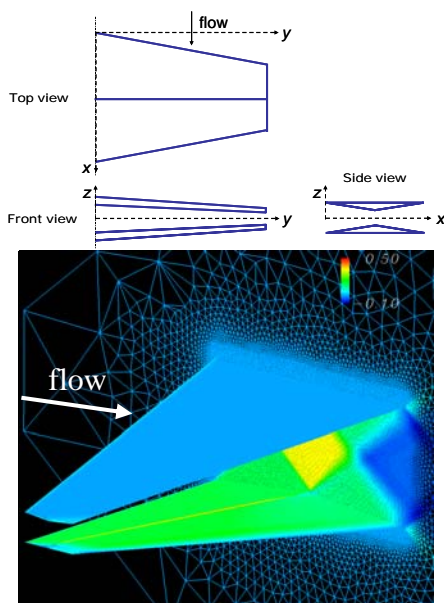 flow
y
Top view
x
z
Side view
z
Front view
y
x
0.50
-0.10
flow